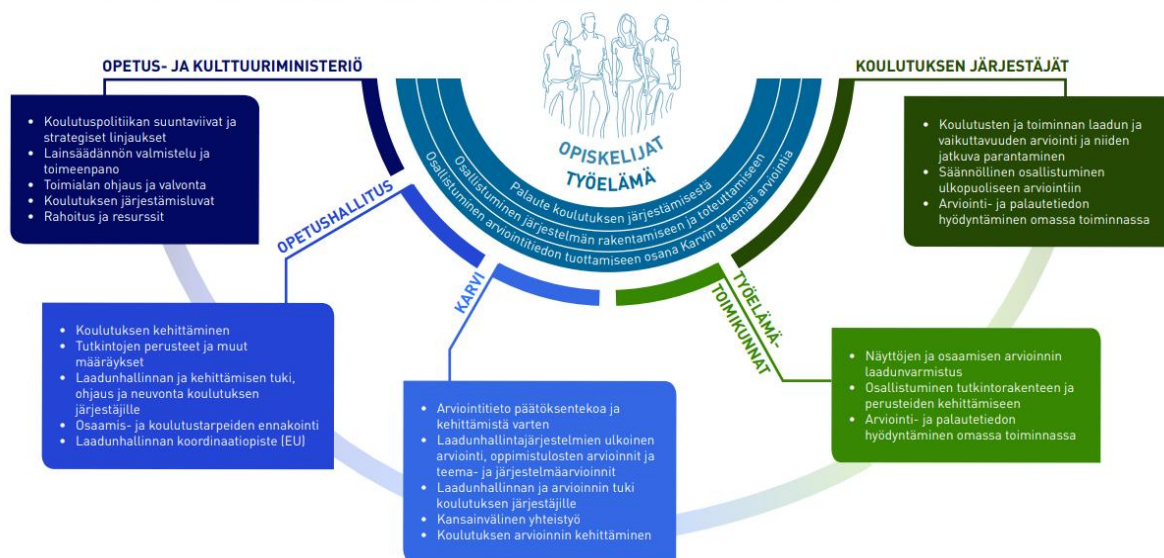 OPISKELIJAT
TYÖELÄMÄ
Palaute koulutuksen järjestämisestä
Osallistuminen järjestelmän rakentamiseen ja toteuttamiseen
Osallistuminen arviointitiedon tuottamiseen osana Karvin tekemää arviointia
OPETUS- JA KULTTUURIMINISTERIÖ
• Koulutuspolitiikan suuntaviivat ja
strategiset linjaukset
• Lainsäädännön valmistelu ja
toimeenpano
• Toimialan ohjaus ja valvonta
• Koulutuksen järjestämisluvat
• Rahoitus ja resurssit
OPETUSHALLITUS
• Koulutuksen kehittäminen
• Tutkintojen perusteet ja muut
määräykset
• Laadunhallinnan ja kehittämisen tuki,
ohjaus ja neuvonta koulutuksen
järjestäjille
• Osaamis- ja koulutustarpeiden ennakointi
• Laadunhallinnan koordinaatiopiste (EU)
KARVI
• Arviointitieto päätöksentekoa ja
kehittämistä varten
• Laadunhallintajärjestelmien ulkoinen
arviointi, oppimistulosten arvioinnit ja
teema- ja järjestelmäarvioinnit
• Laadunhallinnan ja arvioinnin tuki
koulutuksen järjestäjille
• Kansainvälinen yhteistyö
• Koulutuksen arvioinnin kehittäminen
TYÖELÄMÄ-
TOIMIKUNNAT
• Näyttöjen ja osaamisen arvioinnin
laadunvarmistus
• Osallistuminen tutkintorakenteen ja
perusteiden kehittämiseen
• Arviointi- ja palautetiedon
hyödyntäminen omassa toiminnassa
KOULUTUKSEN JÄRJESTÄJÄT
• Koulutusten ja toiminnan laadun ja
vaikuttavuuden arviointi ja niiden
jatkuva parantaminen
• Säännöllinen osallistuminen
ulkopuoliseen arviointiin
• Arviointi- ja palautetiedon
hyödyntäminen omassa toiminnassa